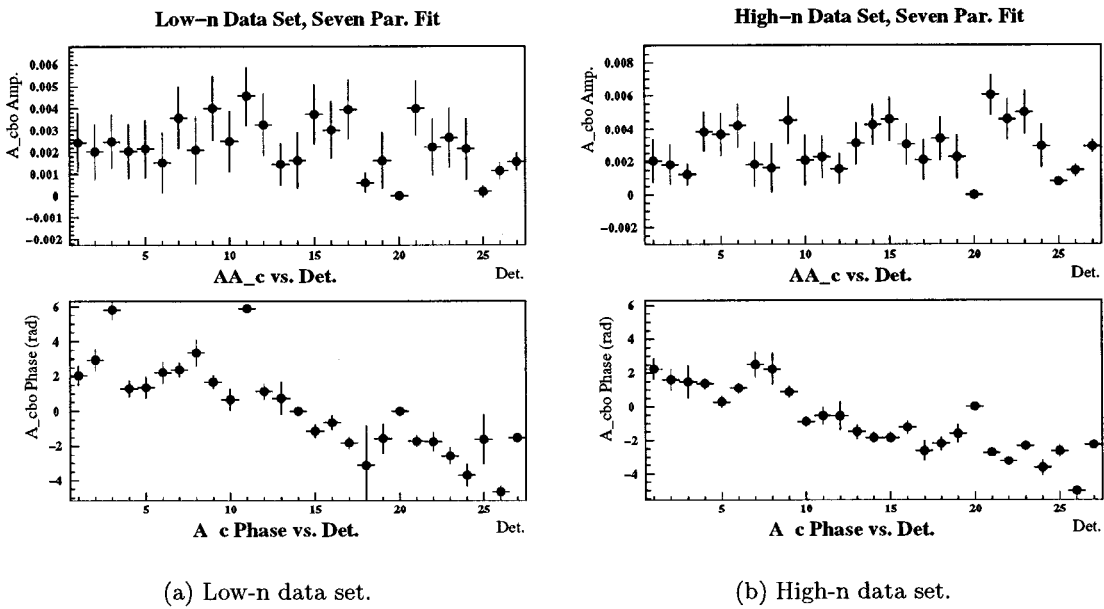 Low−n Data Set, Seven Par. Fit
A_cbo Amp.
0.006
0.005
0.004
0.003
0.002
0.001
0
−0.001
−0.002
5 10 15 20 25
AA_c vs. Det.
Det.
A_cbo Phase (rad)
6
4
2
0
−2
−4
5 10 15 20 25
A_c Phase vs. Det.
Det.
(a) Low-n data set.
High−n Data Set, Seven Par. Fit
A_cbo Amp.
0.008
0.006
0.004
0.002
0
−0.002
5 10 15 20 25
AA_c vs. Det.
Det.
A_cbo Phase (rad)
6
4
2
0
−2
−4
5 10 15 20 25
A_c Phase vs. Det.
Det.
(b) High-n data set.